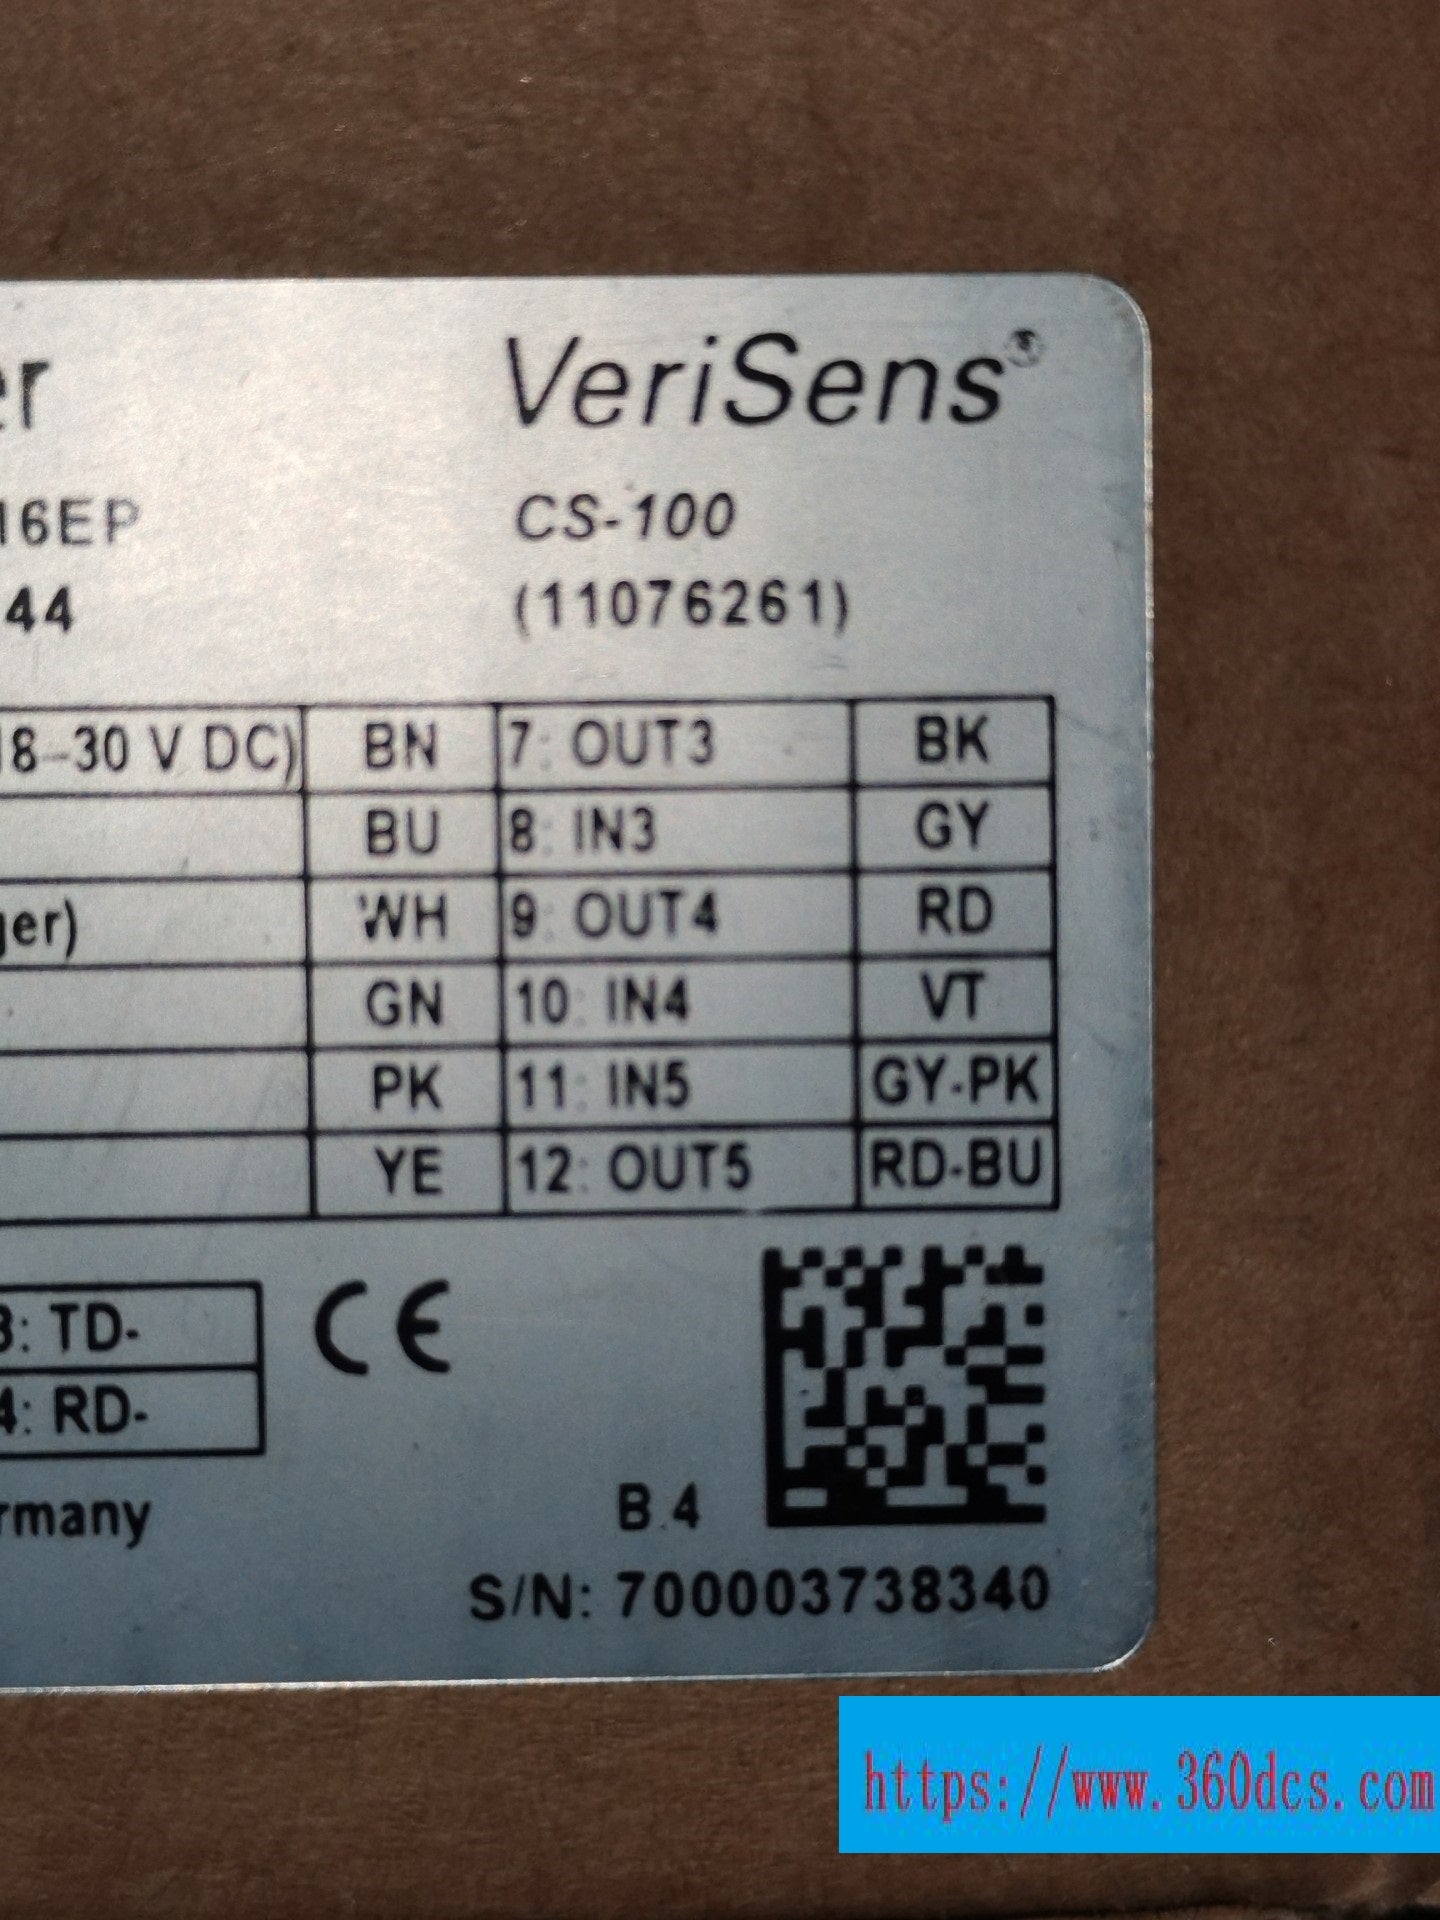 er VeriSens®
16EP CS-100
44 (11076261)
18-30 V DC) BN 7: OUT3 BK
BU 8: IN3 GY
ger) WH 9: OUT4 RD
GN 10: IN4 VT
PK 11: IN5 GY-PK
YE 12: OUT5 RD-BU
3: TD- CE
4: RD-
rmany B.4
S/N: 700003738340
https://www.360dcs.com